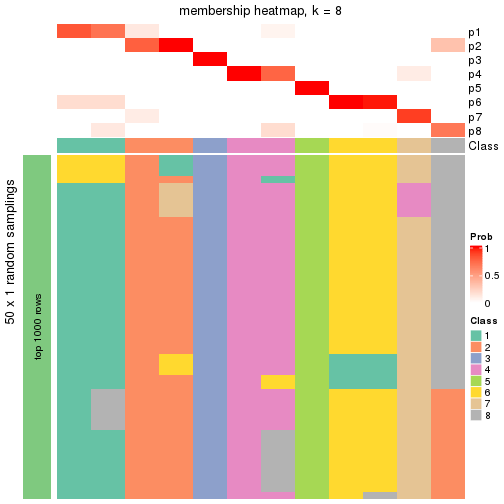 membership heatmap, k = 8
p1
p2
p3
p4
p5
p6
p7
p8
Class
50 x 1 random samplings
top 1000 rows
Prob
1
0.5
0
Class
1
2
3
4
5
6
7
8